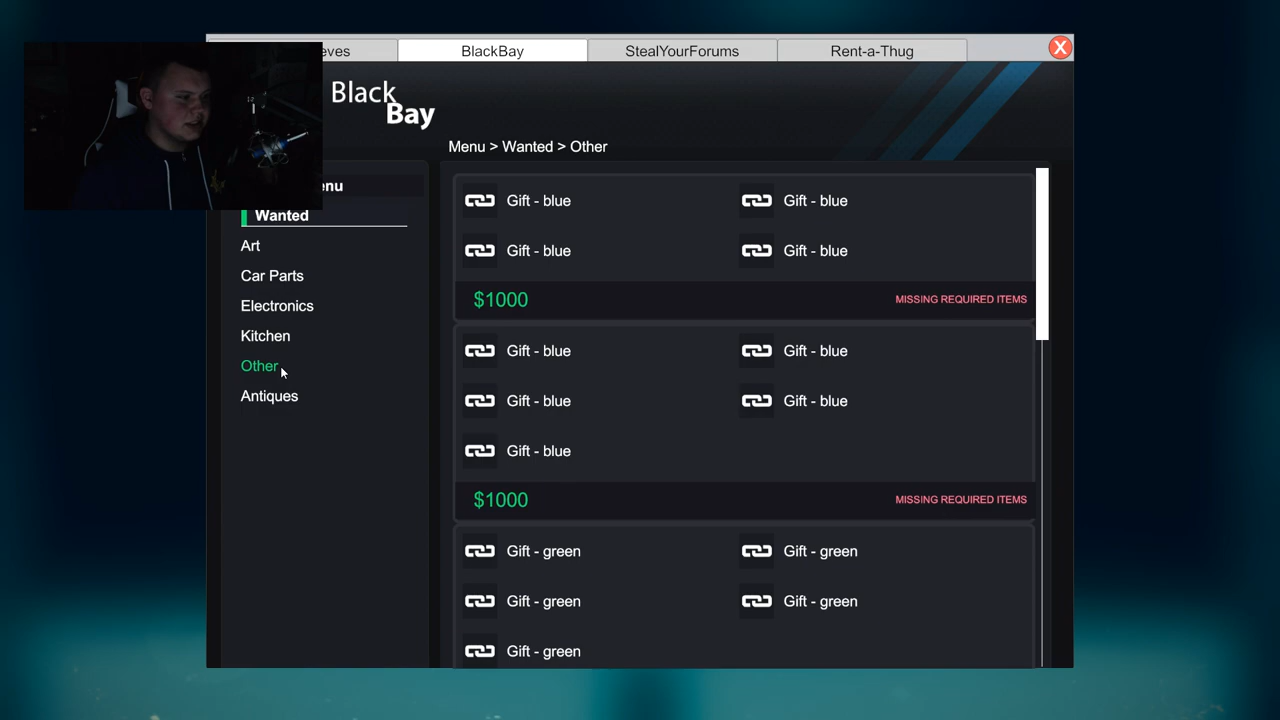 eves
BlackBay
StealYourForums
Rent-a-Thug
X
Black
Bay
Menu > Wanted > Other
enu
Wanted
Art
Car Parts
Electronics
Kitchen
Other
Antiques
Gift - blue
Gift - blue
Gift - blue
Gift - blue
$1000
MISSING REQUIRED ITEMS
Gift - blue
Gift - blue
Gift - blue
Gift - blue
Gift - blue
$1000
MISSING REQUIRED ITEMS
Gift - green
Gift - green
Gift - green
Gift - green
Gift - green